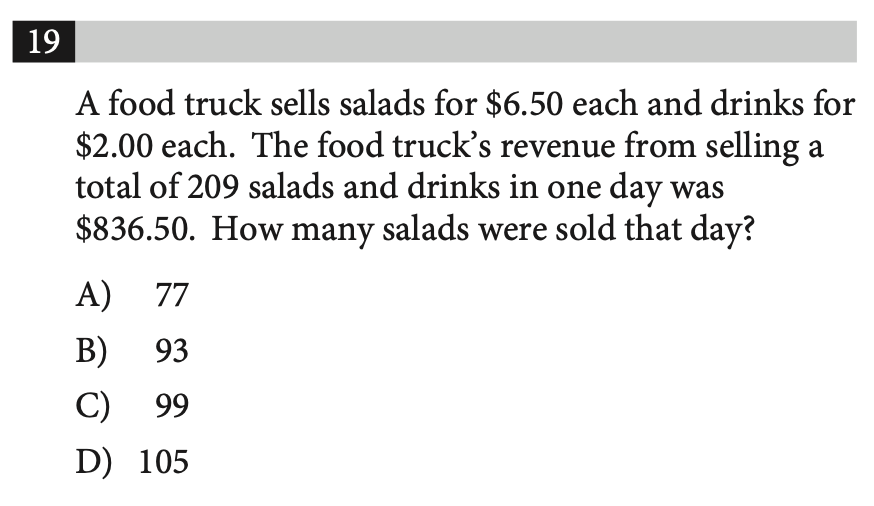 19
A food truck sells salads for $6.50 each and drinks for
$2.00 each. The food truck’s revenue from selling a
total of 209 salads and drinks in one day was
$836.50. How many salads were sold that day?
A) 77
B) 93
C) 99
D) 105